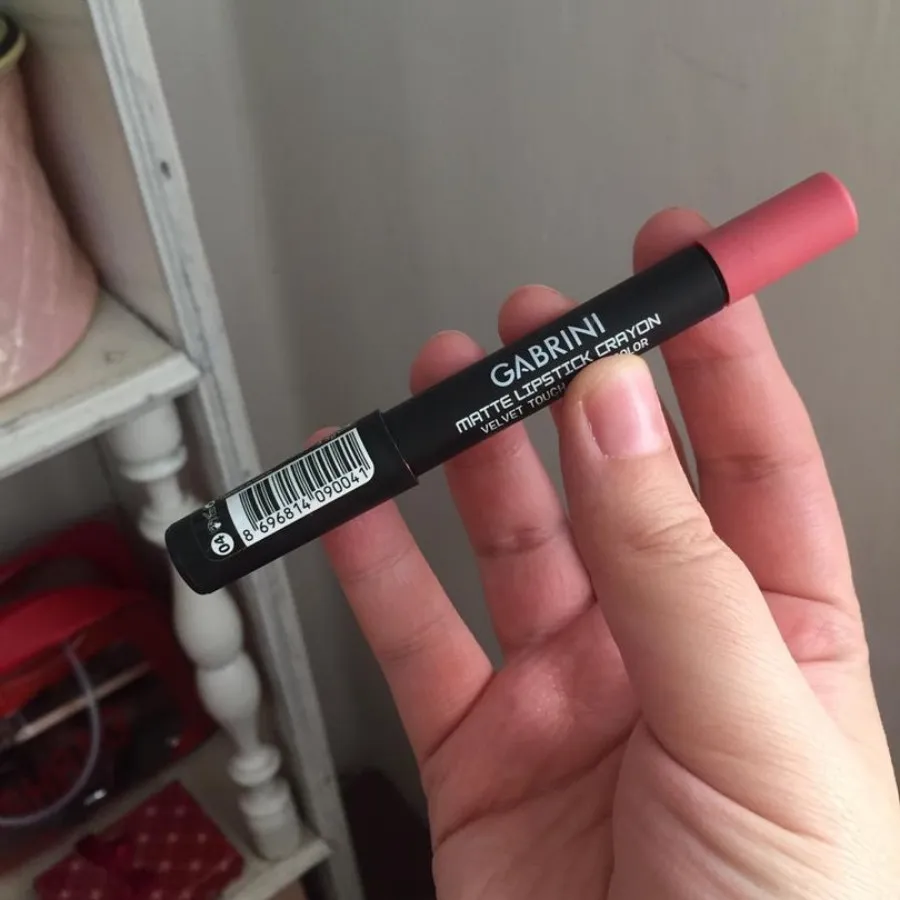 GABRINI
MATTE LIPSTICK CRAYON
VELVET TOUCH
8 696814 090041
04